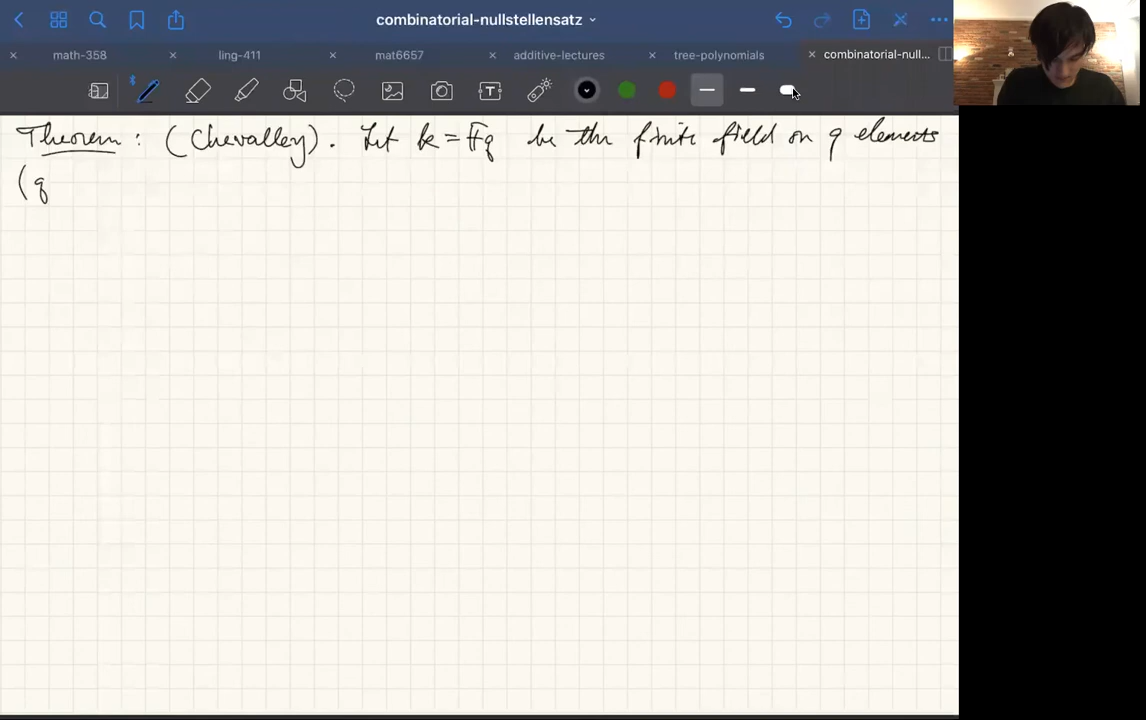 combinatorial-nullstellensatz
math-358
ling-411
mat6657
additive-lectures
tree-polynomials
combinatorial-null...
Theorem : (Chevalley). Let k = Fq be the finite field on q elements
(q